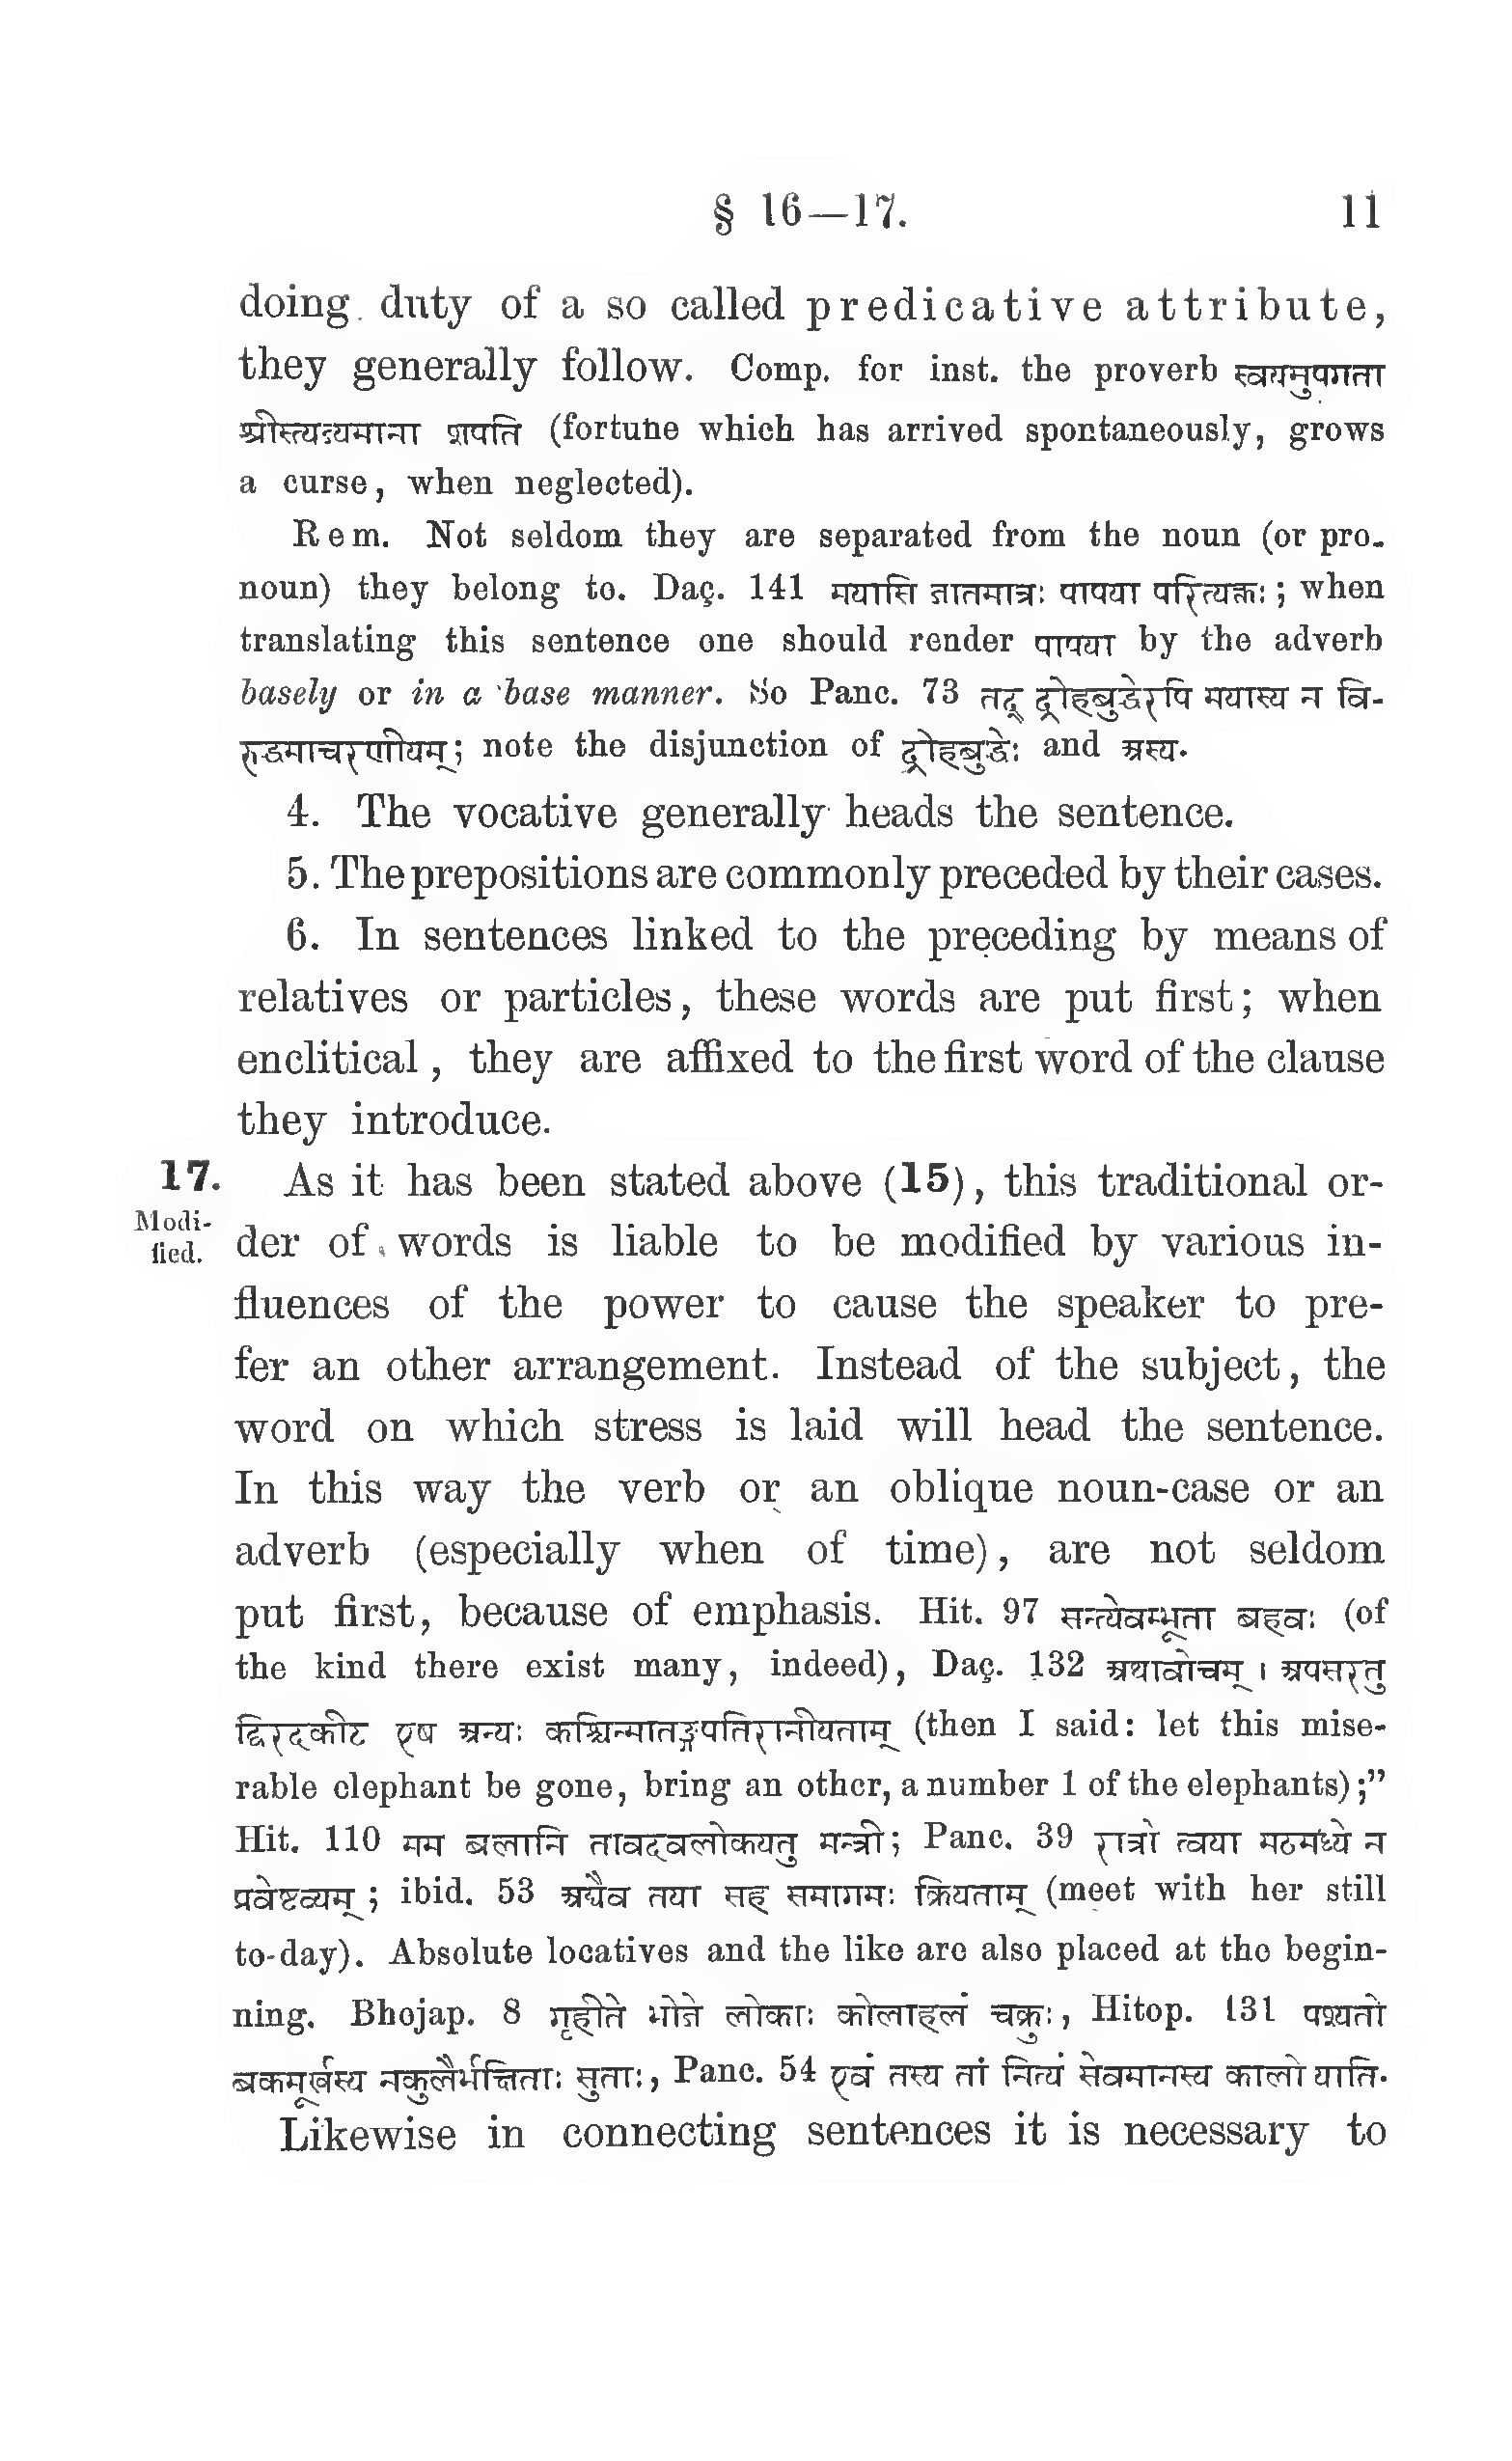 § 16—17. 11
doing duty of a so called predicative attribute,
they generally follow. Comp. for inst. the proverb स्वयमुपगता
श्रीस्त्यज्यमाना शपति (fortune which has arrived spontaneously, grows
a curse, when neglected).
Rem. Not seldom they are separated from the noun (or pro-
noun) they belong to. Daç. 141 मयासि जातमात्रः पापया परित्यक्तः; when
translating this sentence one should render पापया by the adverb
basely or in a base manner. So Panc. 73 तद् द्रोहबुद्धेरपि मयास्य न वि-
रुद्धमाचरणीयम्; note the disjunction of द्रोहबुद्धेः and अस्य.
4. The vocative generally heads the sentence.
5. The prepositions are commonly preceded by their cases.
6. In sentences linked to the preceding by means of
relatives or particles, these words are put first; when
enclitical, they are affixed to the first word of the clause
they introduce.
17. As it has been stated above (15), this traditional or-
Modi-
fied. der of words is liable to be modified by various in-
fluences of the power to cause the speaker to pre-
fer an other arrangement. Instead of the subject, the
word on which stress is laid will head the sentence.
In this way the verb or an oblique noun-case or an
adverb (especially when of time), are not seldom
put first, because of emphasis. Hit. 97 सन्त्येवम्भूता बहवः (of
the kind there exist many, indeed), Daç. 132 अथावोचम् । अपसरतु
द्विरदकीट एष अन्यः कश्चिन्मातङ्गपतिरानीयताम् (then I said: let this mise-
rable elephant be gone, bring an other, a number 1 of the elephants);”
Hit. 110 मम बलानि तावदवलोकयतु मन्त्री; Panc. 39 रात्रौ त्वया मठमध्ये न
प्रवेष्टव्यम्; ibid. 53 अद्यैव तया सह समागमः क्रियताम् (meet with her still
to-day). Absolute locatives and the like are also placed at the begin-
ning. Bhojap. 8 गृहीते भोजे लोकाः कोलाहलं चक्रुः, Hitop. 131 पश्यतो
बकमूर्खस्य नकुलैर्भक्षिताः सुताः, Panc. 54 एवं तस्य तां नित्यं सेवमानस्य कालो याति.
Likewise in connecting sentences it is necessary to